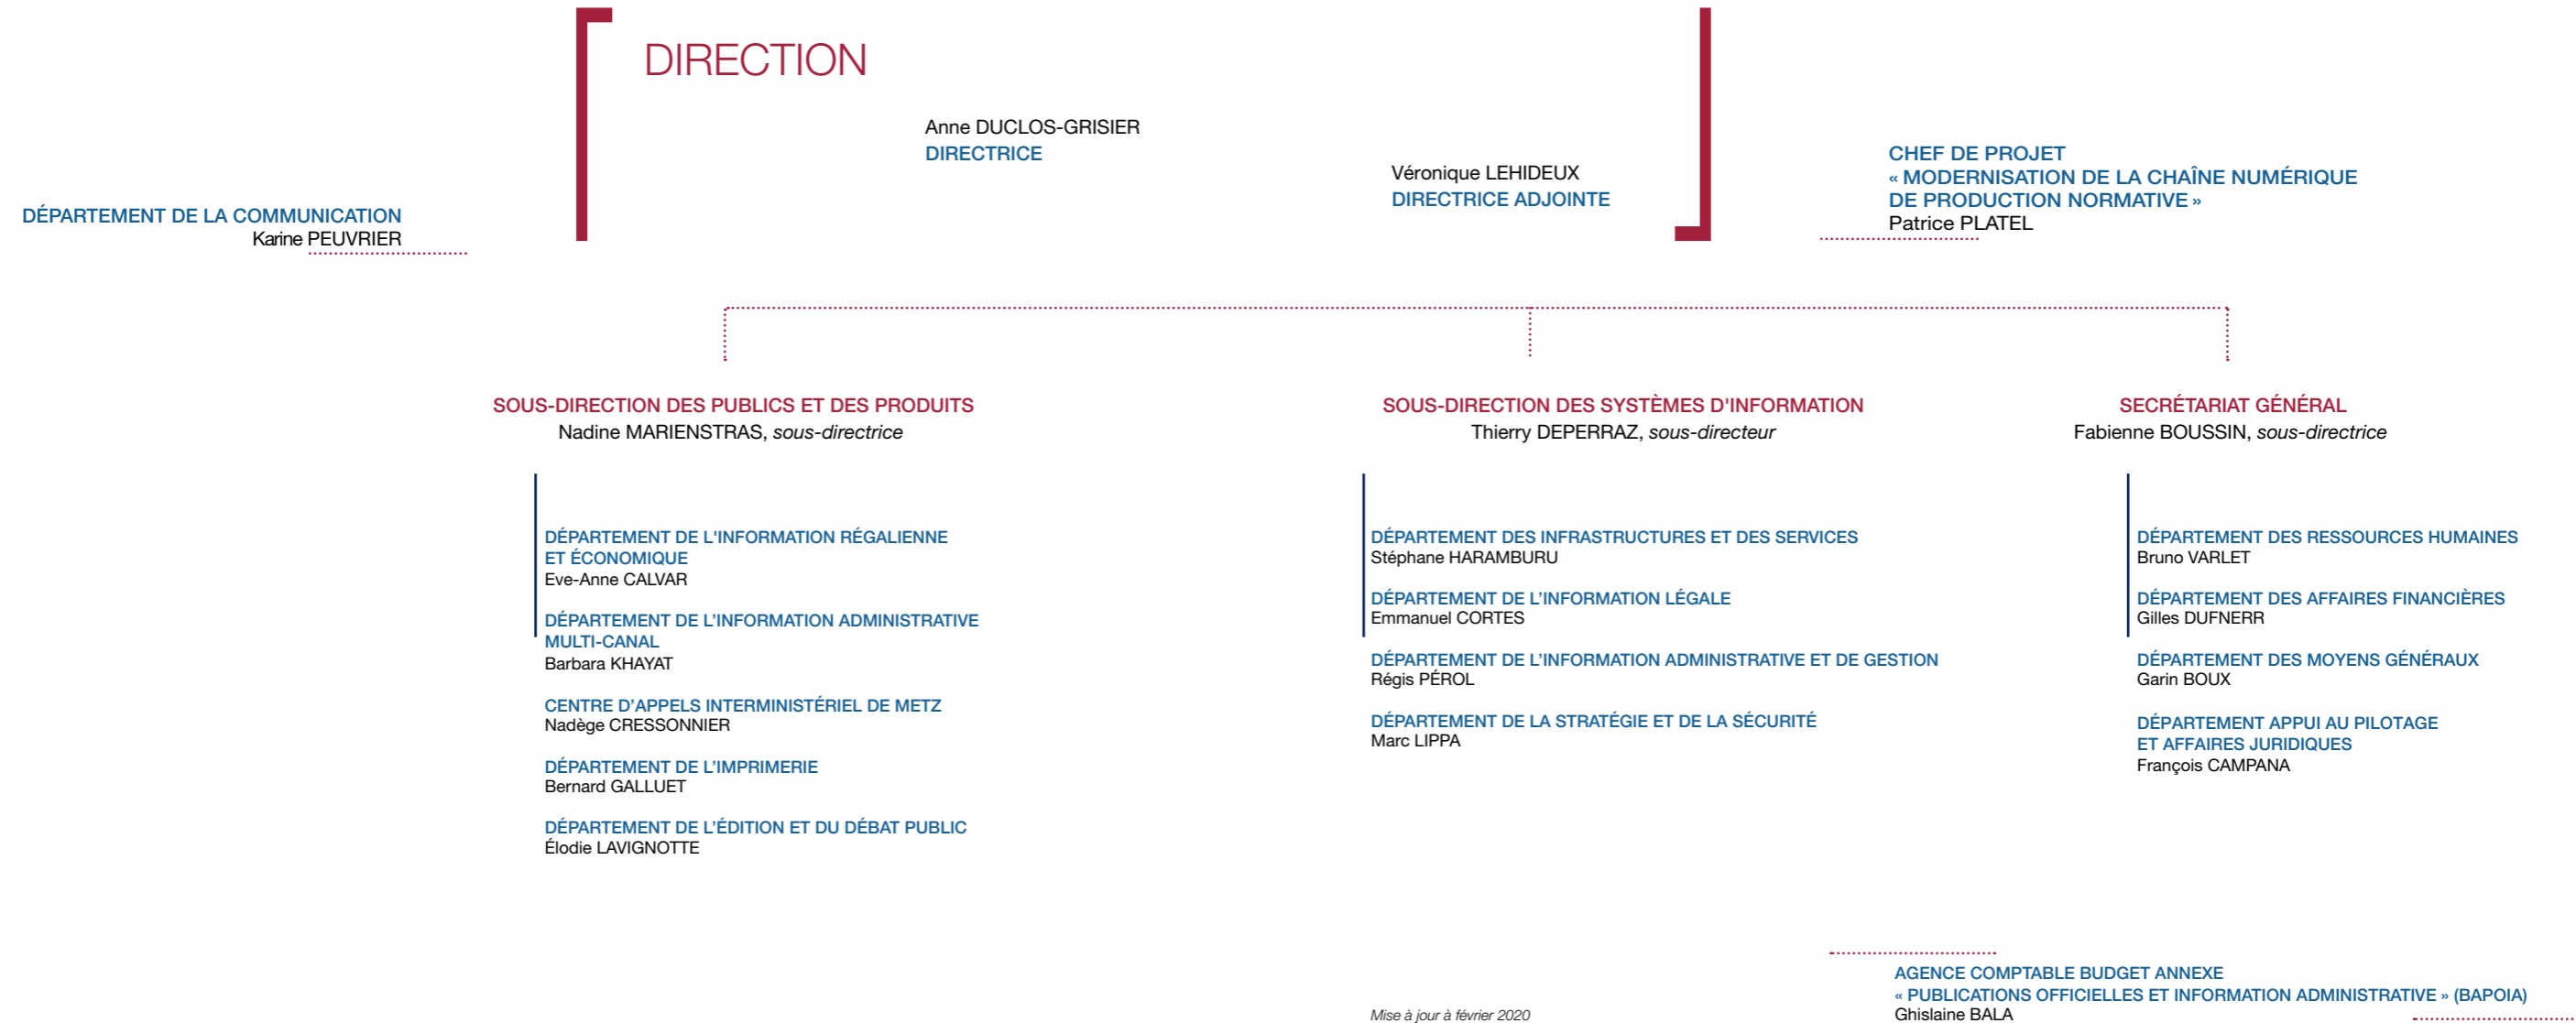 DIRECTION
Anne DUCLOS-GRISIER
DIRECTRICE
Véronique LEHIDEUX
DIRECTRICE ADJOINTE
CHEF DE PROJET
« MODERNISATION DE LA CHAÎNE NUMÉRIQUE
DE PRODUCTION NORMATIVE »
Patrice PLATEL
DÉPARTEMENT DE LA COMMUNICATION
Karine PEUVRIER
SOUS-DIRECTION DES PUBLICS ET DES PRODUITS
Nadine MARIENSTRAS, sous-directrice
DÉPARTEMENT DE L'INFORMATION RÉGALIENNE
ET ÉCONOMIQUE
Eve-Anne CALVAR
DÉPARTEMENT DE L’INFORMATION ADMINISTRATIVE
MULTI-CANAL
Barbara KHAYAT
CENTRE D’APPELS INTERMINISTÉRIEL DE METZ
Nadège CRESSONNIER
DÉPARTEMENT DE L’IMPRIMERIE
Bernard GALLUET
DÉPARTEMENT DE L’ÉDITION ET DU DÉBAT PUBLIC
Élodie LAVIGNOTTE
SOUS-DIRECTION DES SYSTÈMES D'INFORMATION
Thierry DEPERRAZ, sous-directeur
DÉPARTEMENT DES INFRASTRUCTURES ET DES SERVICES
Stéphane HARAMBURU
DÉPARTEMENT DE L’INFORMATION LÉGALE
Emmanuel CORTES
DÉPARTEMENT DE L’INFORMATION ADMINISTRATIVE ET DE GESTION
Régis PÉROL
DÉPARTEMENT DE LA STRATÉGIE ET DE LA SÉCURITÉ
Marc LIPPA
SECRÉTARIAT GÉNÉRAL
Fabienne BOUSSIN, sous-directrice
DÉPARTEMENT DES RESSOURCES HUMAINES
Bruno VARLET
DÉPARTEMENT DES AFFAIRES FINANCIÈRES
Gilles DUFNERR
DÉPARTEMENT DES MOYENS GÉNÉRAUX
Garin BOUX
DÉPARTEMENT APPUI AU PILOTAGE
ET AFFAIRES JURIDIQUES
François CAMPANA
AGENCE COMPTABLE BUDGET ANNEXE
« PUBLICATIONS OFFICIELLES ET INFORMATION ADMINISTRATIVE » (BAPOIA)
Ghislaine BALA
Mise à jour à février 2020